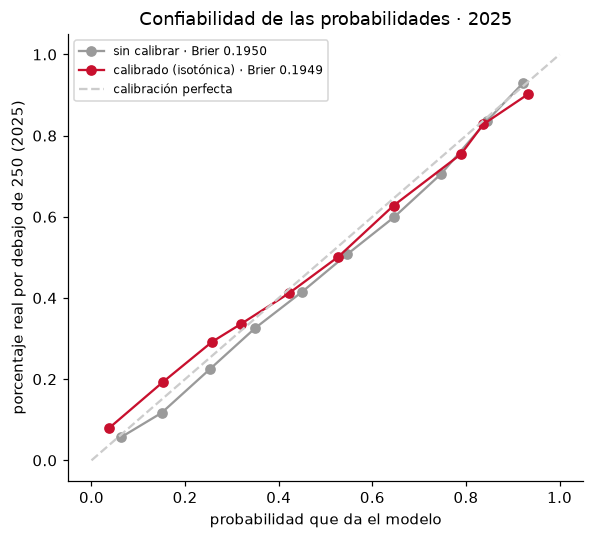 Confiabilidad de las probabilidades · 2025
sin calibrar · Brier 0.1950
calibrado (isotónica) · Brier 0.1949
calibración perfecta
porcentaje real por debajo de 250 (2025)
1.0
0.8
0.6
0.4
0.2
0.0
0.0 0.2 0.4 0.6 0.8 1.0
probabilidad que da el modelo